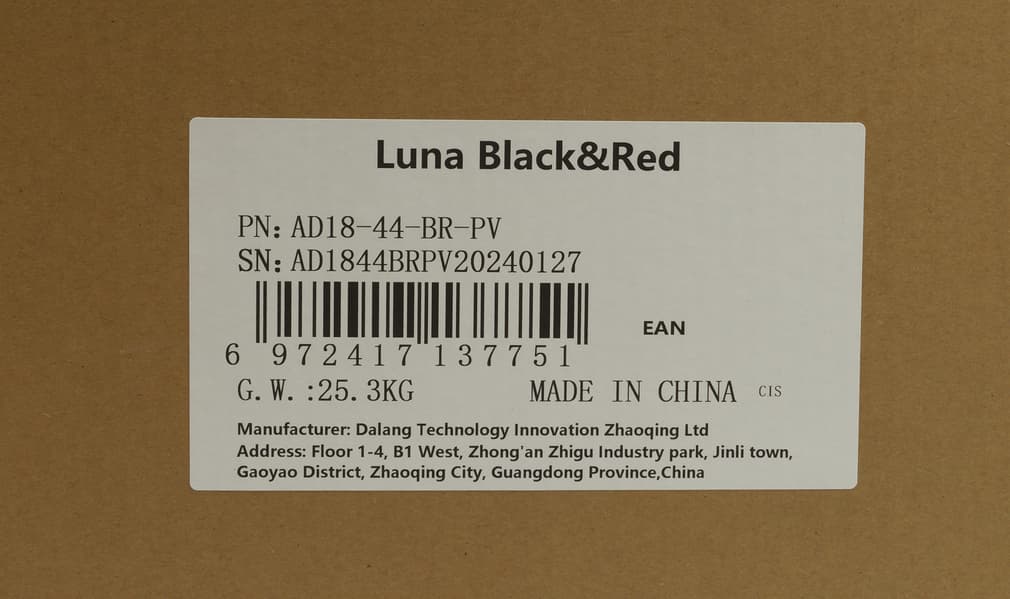 Luna Black&Red
PN: AD18-44-BR-PV
SN: AD1844BRPV20240127
EAN
6 972417 137751
G.W.:25.3KG MADE IN CHINA CIS
Manufacturer: Dalang Technology Innovation Zhaoqing Ltd
Address: Floor 1-4, B1 West, Zhong'an Zhigu Industry park, Jinli town,
Gaoyao District, Zhaoqing City, Guangdong Province,China